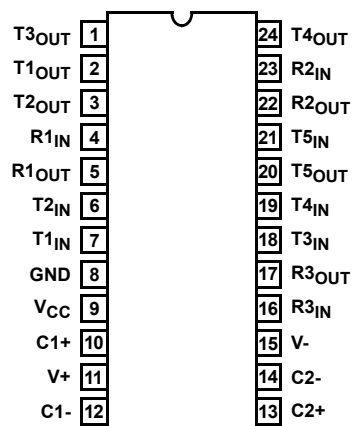 T3OUT 1 24 T4OUT
T1OUT 2 23 R2IN
T2OUT 3 22 R2OUT
R1IN 4 21 T5IN
R1OUT 5 20 T5OUT
T2IN 6 19 T4IN
T1IN 7 18 T3IN
GND 8 17 R3OUT
VCC 9 16 R3IN
C1+ 10 15 V-
V+ 11 14 C2-
C1- 12 13 C2+